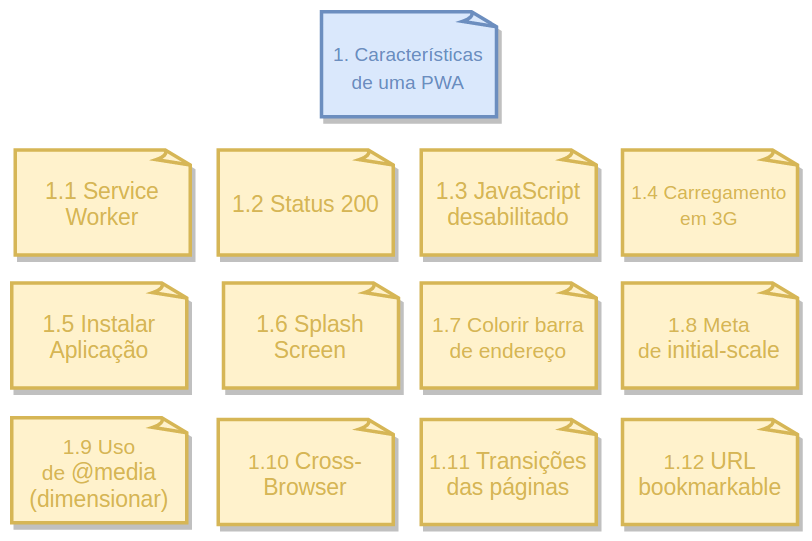 1. Características
de uma PWA
1.1 Service
Worker
1.2 Status 200
1.3 JavaScript
desabilitado
1.4 Carregamento
em 3G
1.5 Instalar
Aplicação
1.6 Splash
Screen
1.7 Colorir barra
de endereço
1.8 Meta
de initial-scale
1.9 Uso
de @media
(dimensionar)
1.10 Cross-
Browser
1.11 Transições
das páginas
1.12 URL
bookmarkable